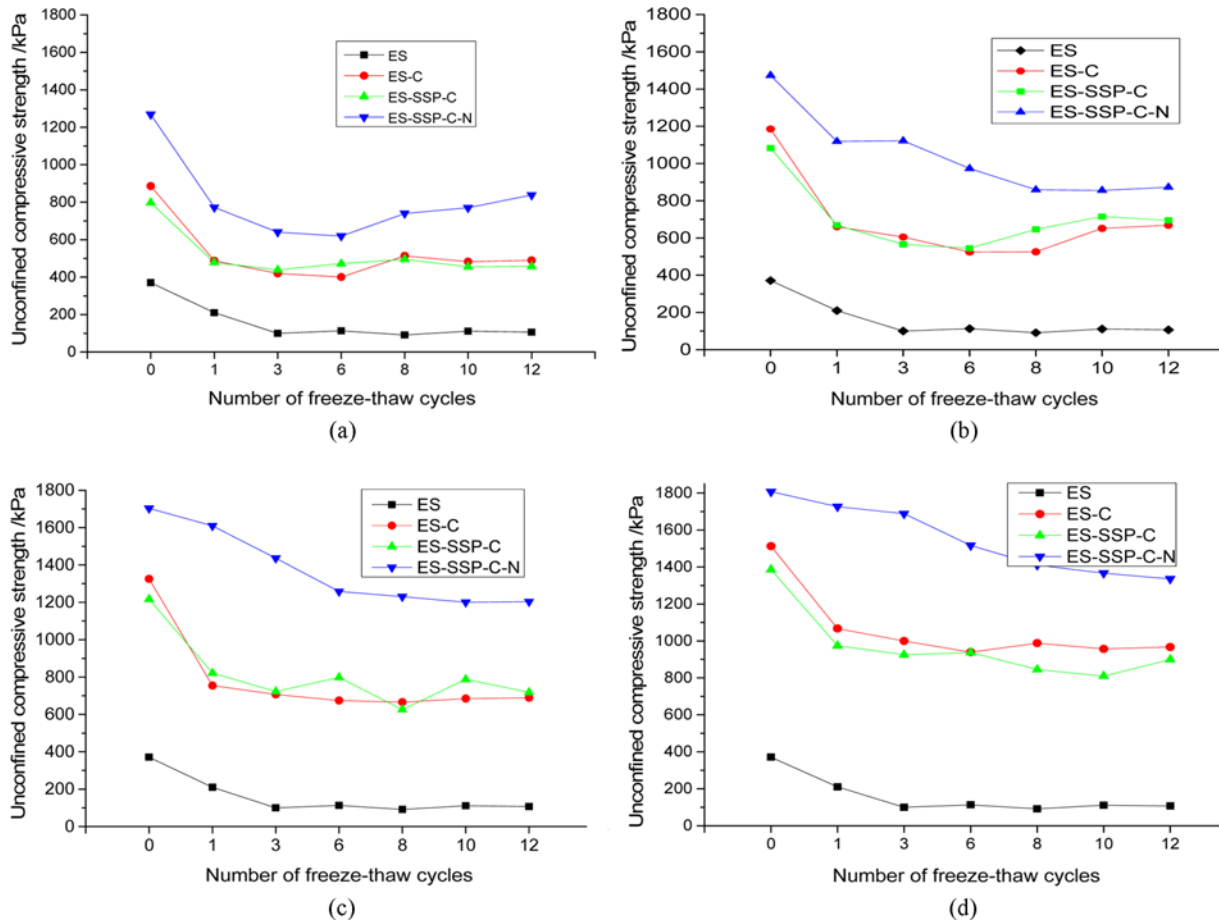 Unconfined compressive strength /kPa
1800
1600
1400
1200
1000
800
600
400
200
0
ES
ES-C
ES-SSP-C
ES-SSP-C-N
0 1 3 6 8 10 12
Number of freeze-thaw cycles
(a)
Unconfined compressive strength /kPa
1800
1600
1400
1200
1000
800
600
400
200
0
ES
ES-C
ES-SSP-C
ES-SSP-C-N
0 1 3 6 8 10 12
Number of freeze-thaw cycles
(b)
Unconfined compressive strength /kPa
1800
1600
1400
1200
1000
800
600
400
200
0
ES
ES-C
ES-SSP-C
ES-SSP-C-N
0 1 3 6 8 10 12
Number of freeze-thaw cycles
(c)
Unconfined compressive strength /kPa
1800
1600
1400
1200
1000
800
600
400
200
0
ES
ES-C
ES-SSP-C
ES-SSP-C-N
0 1 3 6 8 10 12
Number of freeze-thaw cycles
(d)